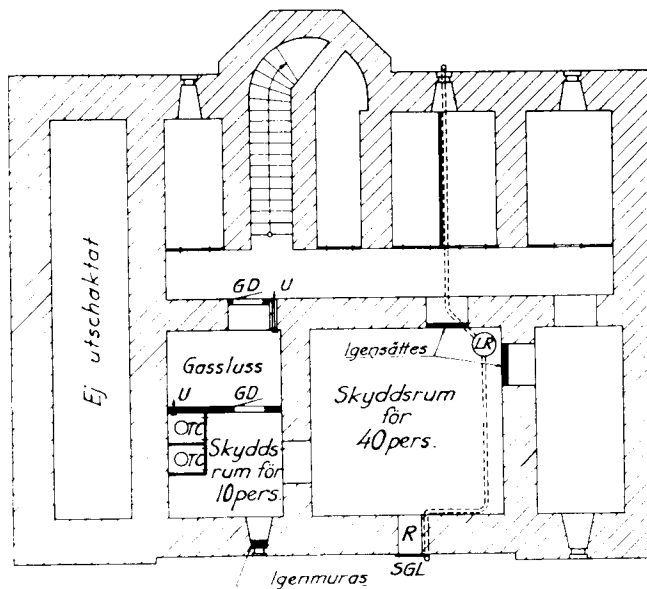 Ej utschaktat
GD
U
Igensättes
LR
Gassluss
U
GD
TC
TC
Skydds
rum för
10 pers.
Skyddsrum
för
40 pers.
R
SGL
Igenmuras